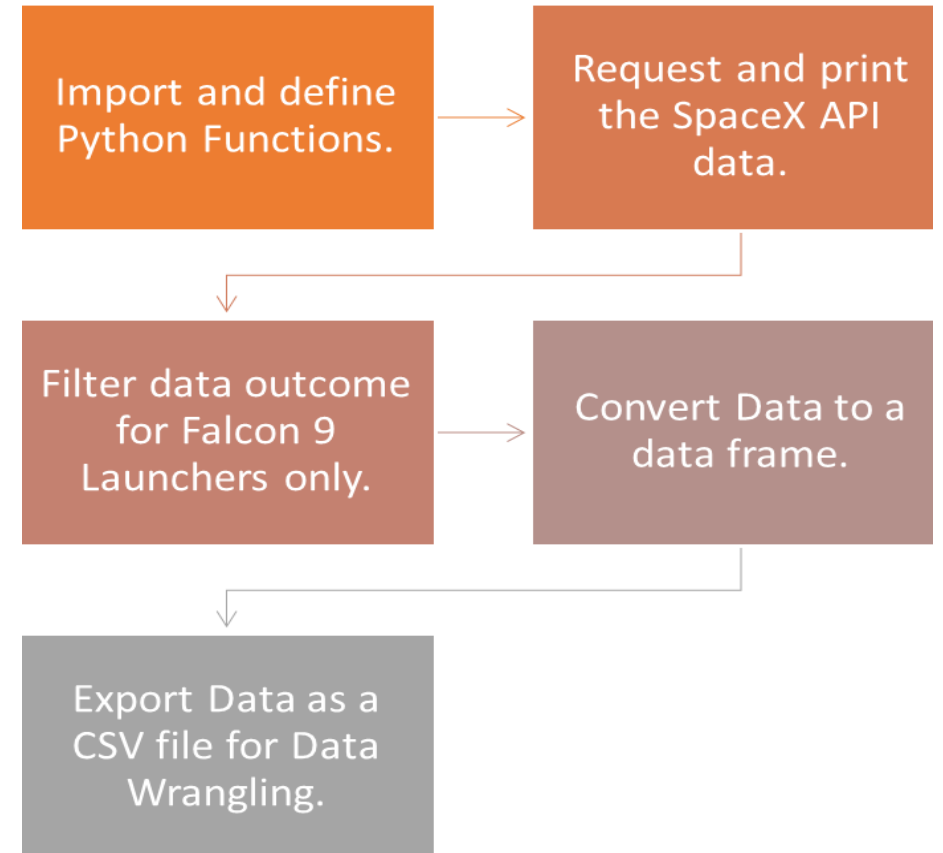 Import and define
Python Functions.
Request and print
the SpaceX API
data.
Filter data outcome
for Falcon 9
Launchers only.
Convert Data to a
data frame.
Export Data as a
CSV file for Data
Wrangling.